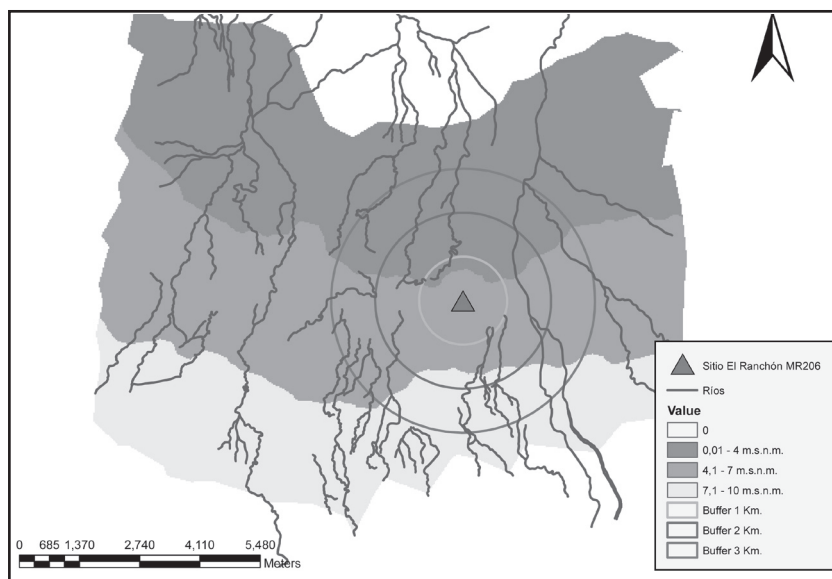 Sitio El Ranchón MR206
Ríos
Value
0
0,01 - 4 m.s.n.m.
4,1 - 7 m.s.n.m.
7,1 - 10 m.s.n.m.
Buffer 1 Km.
Buffer 2 Km.
Buffer 3 Km.
0 685 1,370 2,740 4,110 5,480
Meters